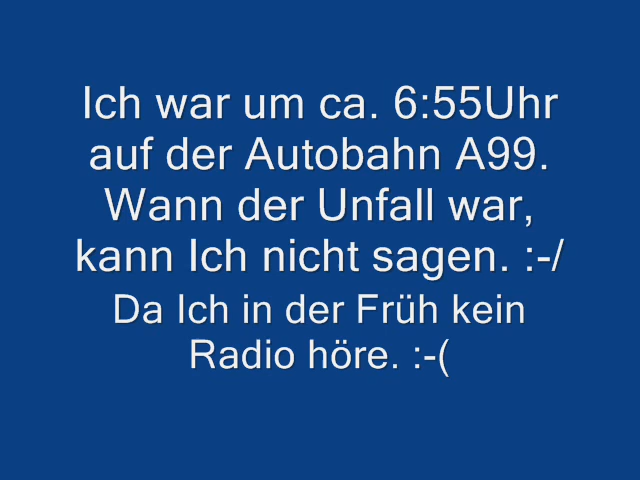 Ich war um ca. 6:55Uhr
auf der Autobahn A99.
Wann der Unfall war,
kann Ich nicht sagen. :-/
Da Ich in der Früh kein
Radio höre. :-(